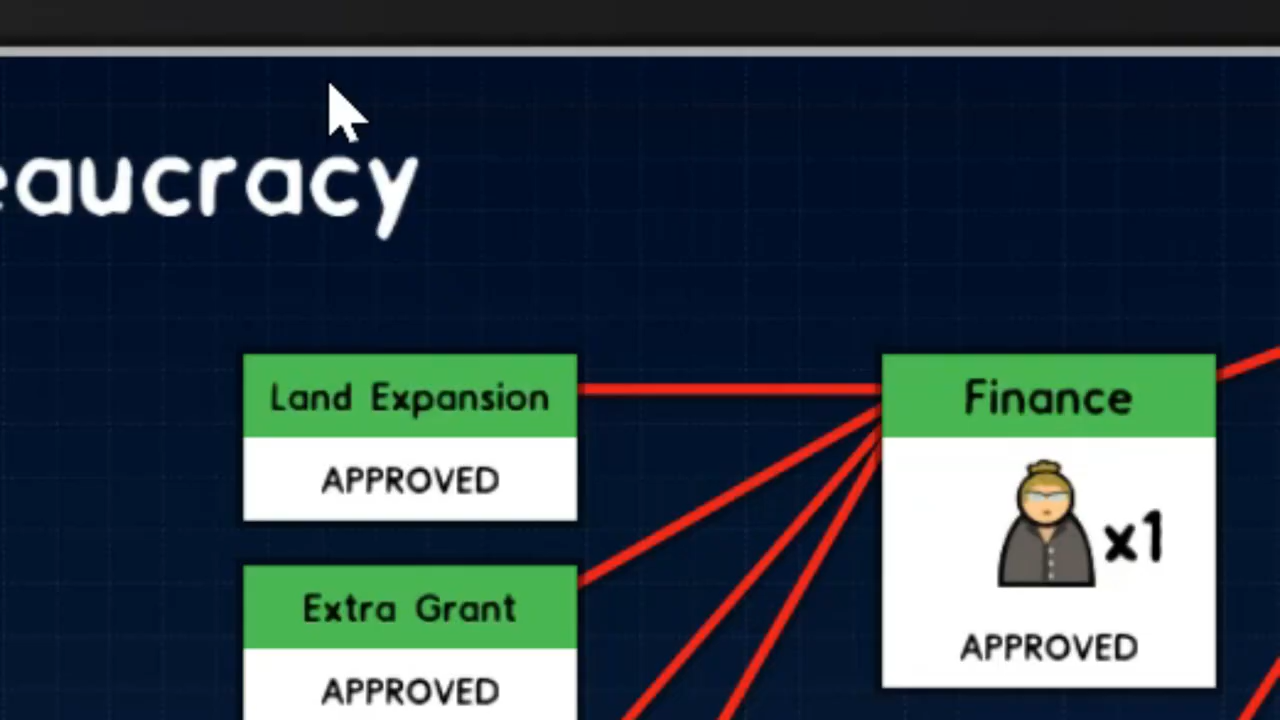 eaucracy
Land Expansion
APPROVED
Finance
x1
APPROVED
Extra Grant
APPROVED